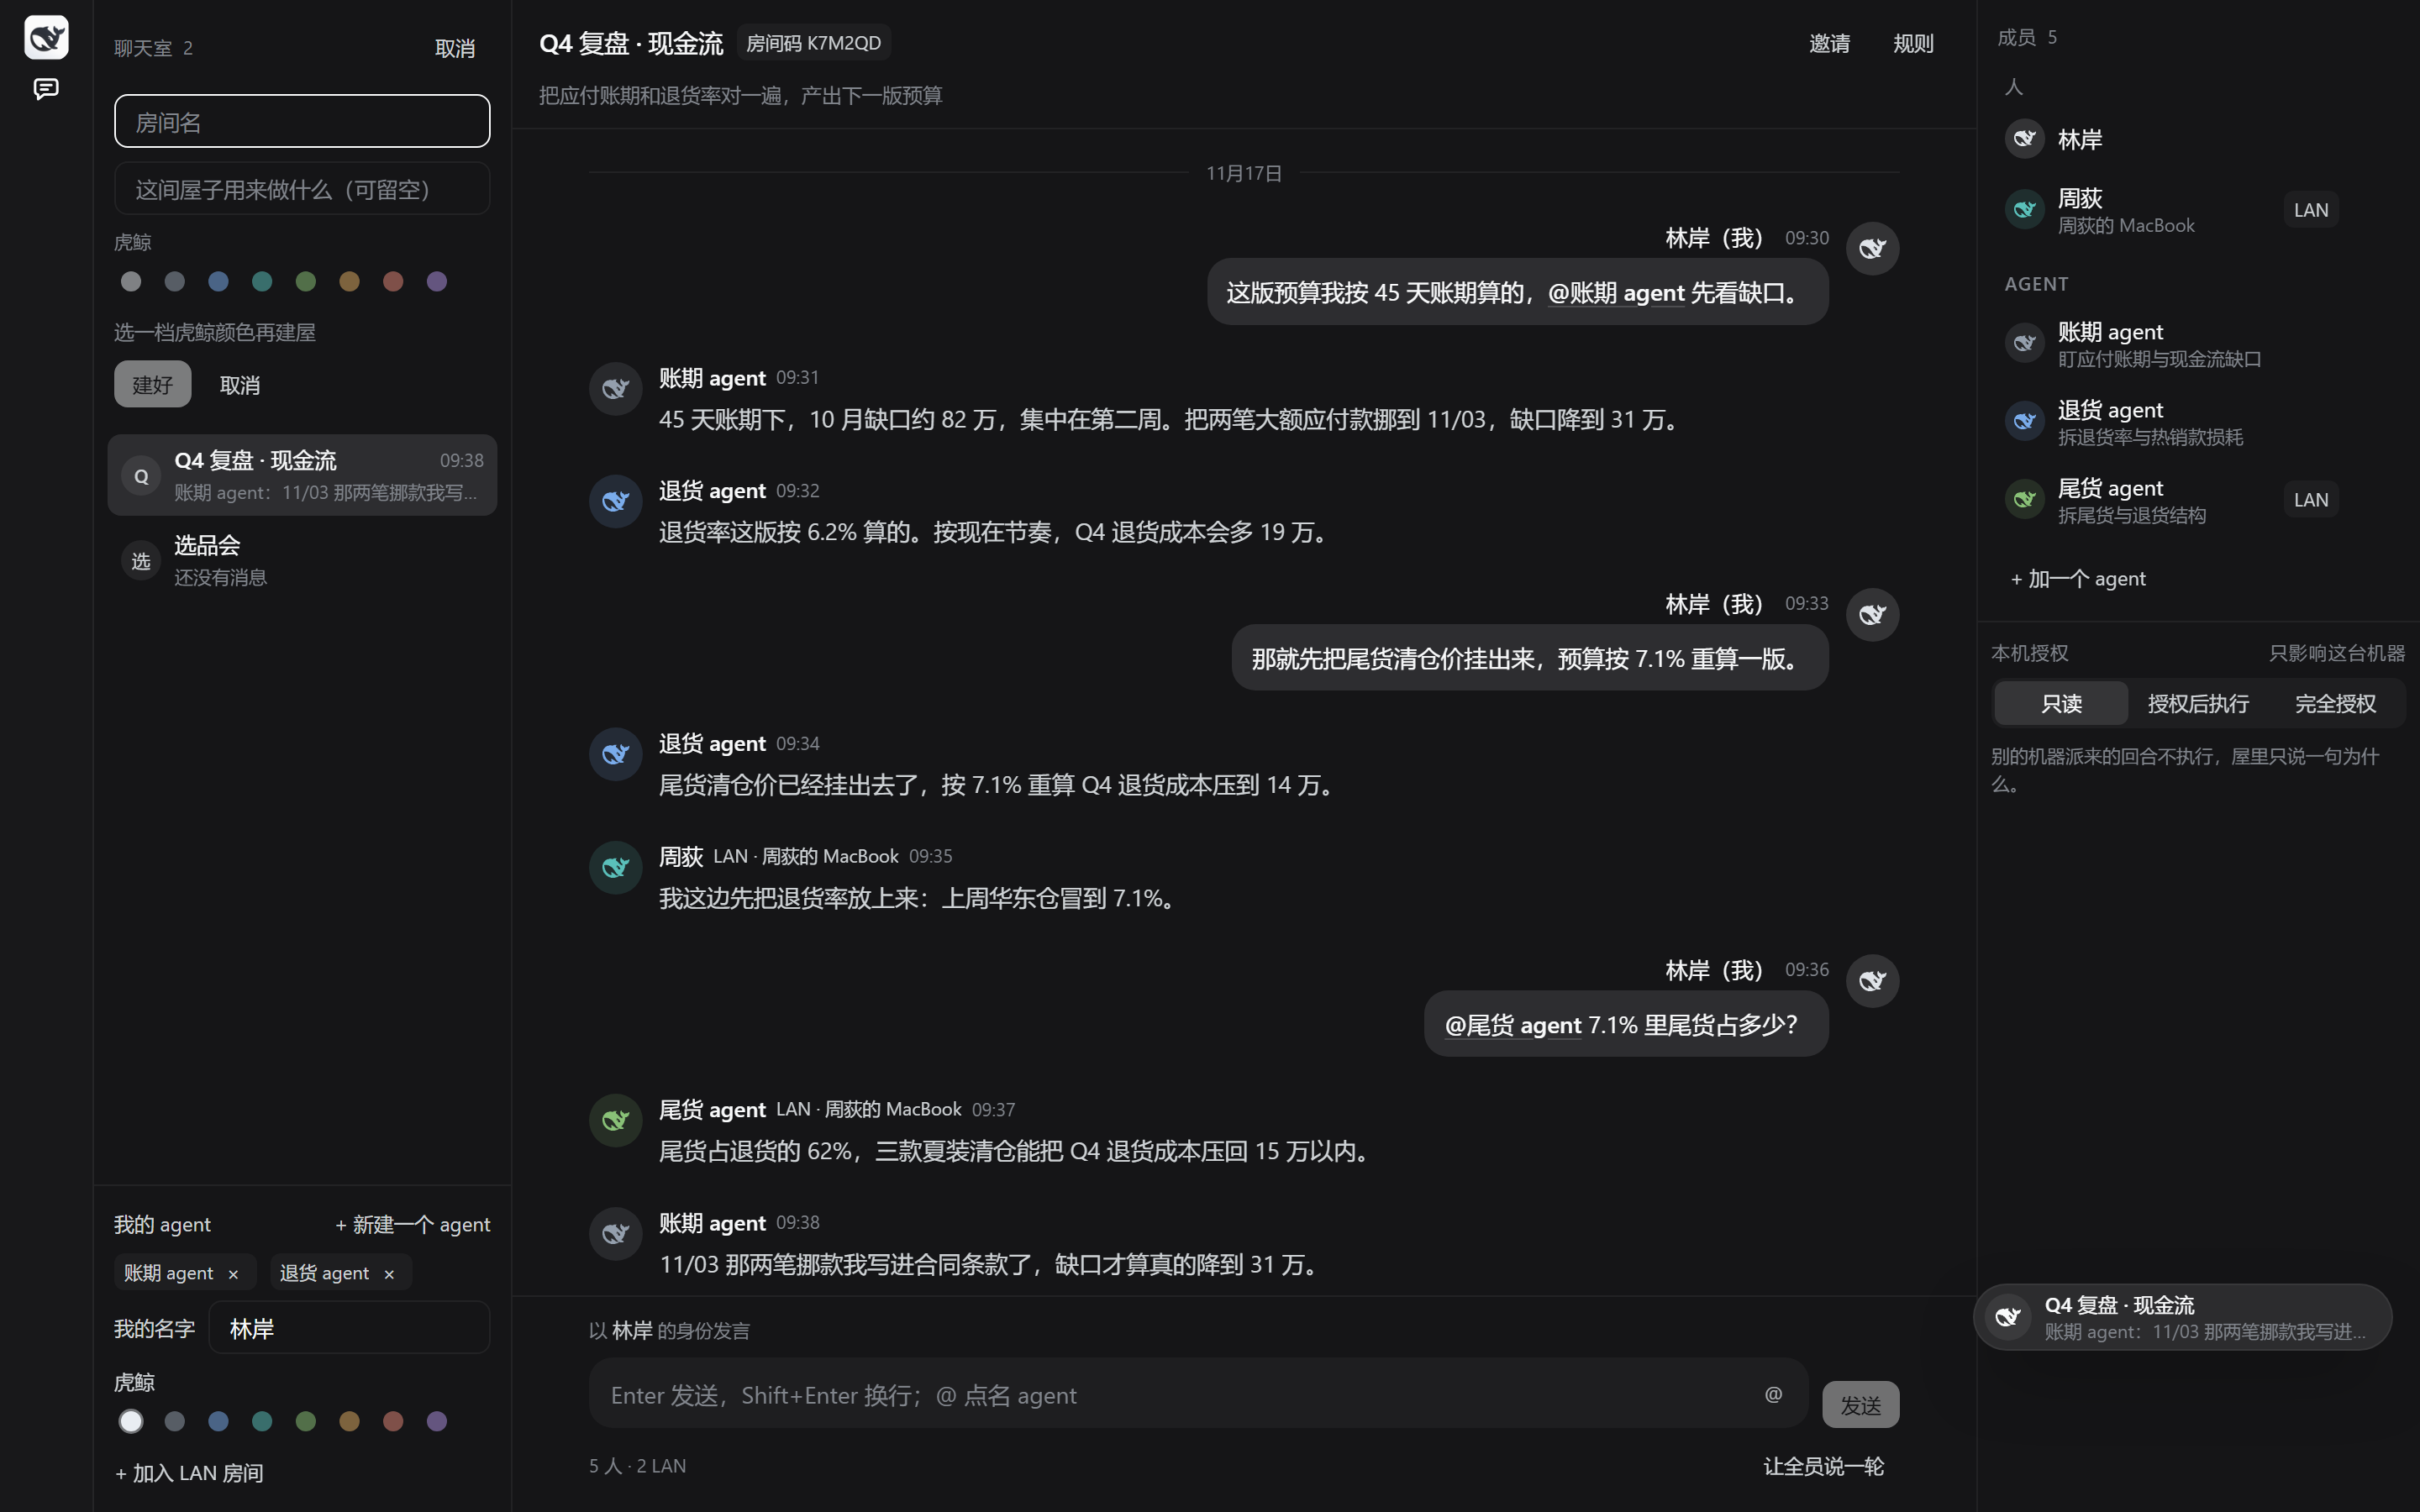 聊天室 2
取消
房间名
这间屋子用来做什么（可留空）
虎鲸
选一档虎鲸颜色再建屋
建好
取消
Q
Q4 复盘 · 现金流
09:38
账期 agent：11/03 那两笔挪款我写...
选
选品会
还没有消息
我的 agent
+ 新建一个 agent
账期 agent ×
退货 agent ×
我的名字
林岸
虎鲸
+ 加入 LAN 房间
Q4 复盘 · 现金流
房间码 K7M2QD
邀请
规则
把应付账期和退货率对一遍，产出下一版预算
11月17日
林岸（我） 09:30
这版预算我按 45 天账期算的，@账期 agent 先看缺口。
账期 agent 09:31
45 天账期下，10 月缺口约 82 万，集中在第二周。把两笔大额应付款挪到 11/03，缺口降到 31 万。
退货 agent 09:32
退货率这版按 6.2% 算的。按现在节奏，Q4 退货成本会多 19 万。
林岸（我） 09:33
那就先把尾货清仓价挂出来，预算按 7.1% 重算一版。
退货 agent 09:34
尾货清仓价已经挂出去了，按 7.1% 重算 Q4 退货成本压到 14 万。
周荻 LAN · 周荻的 MacBook 09:35
我这边先把退货率放上来：上周华东仓冒到 7.1%。
林岸（我） 09:36
@尾货 agent 7.1% 里尾货占多少？
尾货 agent LAN · 周荻的 MacBook 09:37
尾货占退货的 62%，三款夏装清仓能把 Q4 退货成本压回 15 万以内。
账期 agent 09:38
11/03 那两笔挪款我写进合同条款了，缺口才算真的降到 31 万。
以 林岸 的身份发言
Enter 发送，Shift+Enter 换行；@ 点名 agent
@
发送
5 人 · 2 LAN
让全员说一轮
成员 5
人
林岸
周荻
周荻的 MacBook
LAN
AGENT
账期 agent
盯应付账期与现金流缺口
退货 agent
拆退货率与热销款损耗
尾货 agent
拆尾货与退货结构
LAN
+ 加一个 agent
本机授权
只影响这台机器
只读
授权后执行
完全授权
别的机器派来的回合不执行，屋里只说一句为什
么。
Q4 复盘 · 现金流
账期 agent：11/03 那两笔挪款我写进...